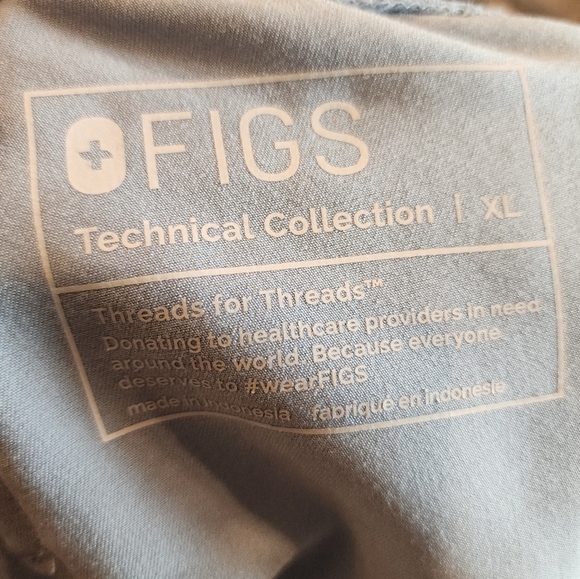 FIGS
Technical Collection | XL
Threads for Threads™
Donating to healthcare providers in need
around the world. Because everyone
deserves to #wearFIGS
made in indonesia fabriqué en indonesie